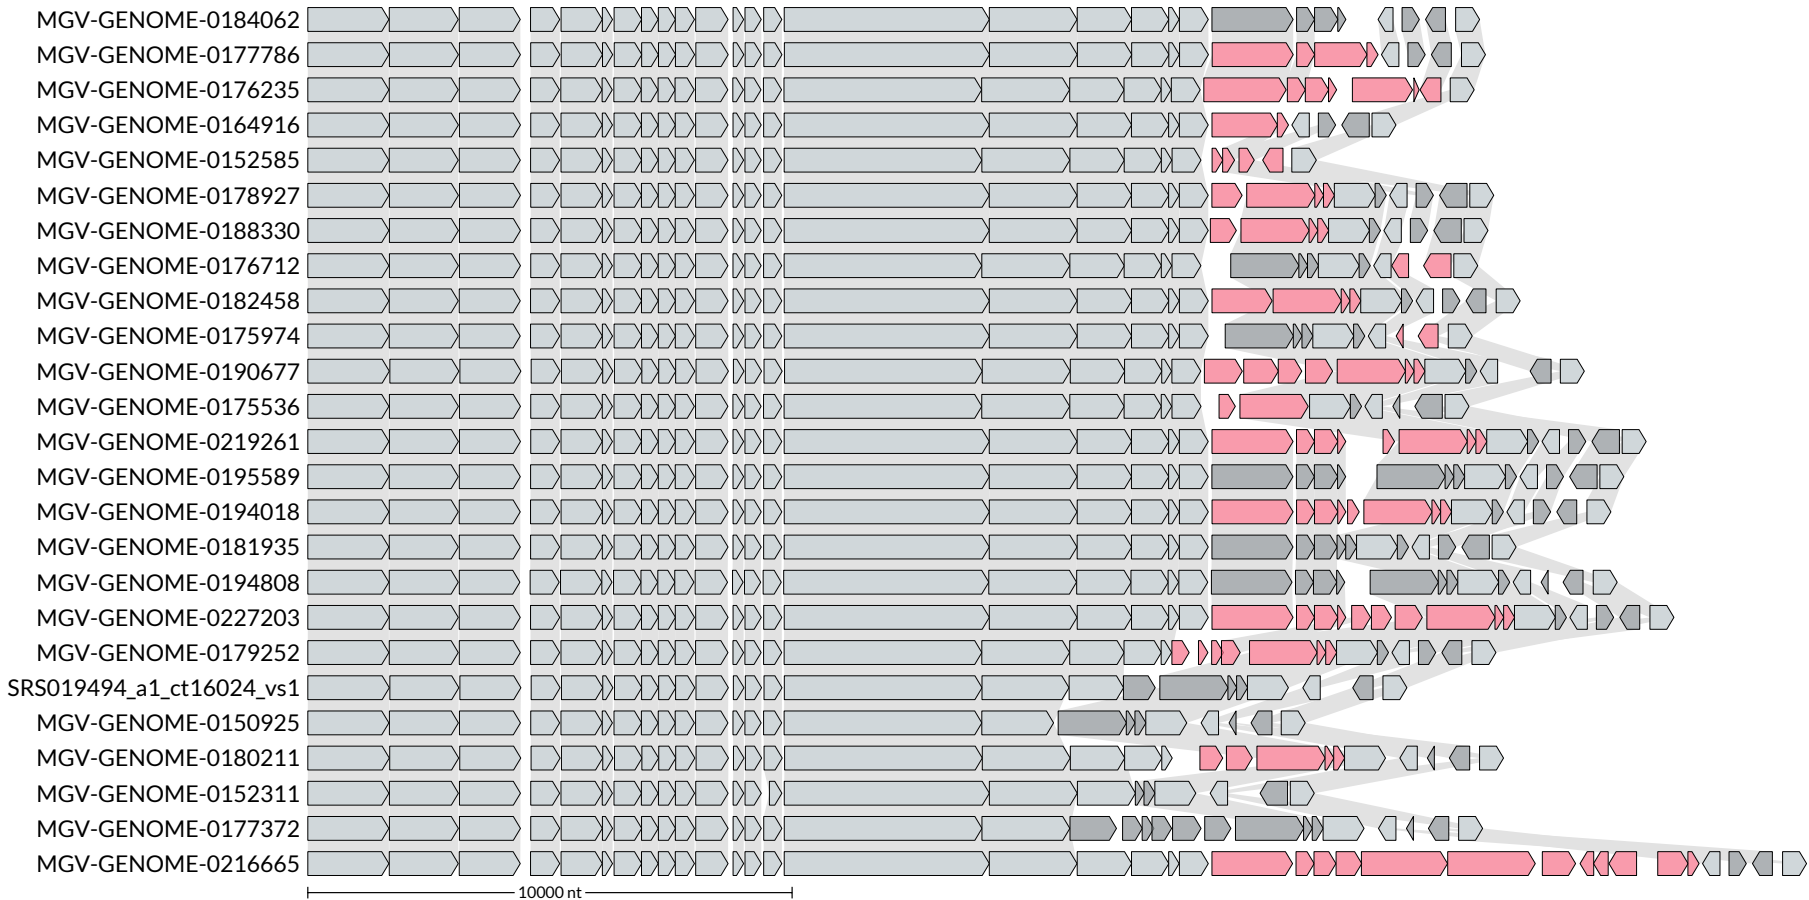 MGV-GENOME-0184062
MGV-GENOME-0177786
MGV-GENOME-0176235
MGV-GENOME-0164916
MGV-GENOME-0152585
MGV-GENOME-0178927
MGV-GENOME-0188330
MGV-GENOME-0176712
MGV-GENOME-0182458
MGV-GENOME-0175974
MGV-GENOME-0190677
MGV-GENOME-0175536
MGV-GENOME-0219261
MGV-GENOME-0195589
MGV-GENOME-0194018
MGV-GENOME-0181935
MGV-GENOME-0194808
MGV-GENOME-0227203
MGV-GENOME-0179252
SRS019494_a1_ct16024_vs1
MGV-GENOME-0150925
MGV-GENOME-0180211
MGV-GENOME-0152311
MGV-GENOME-0177372
MGV-GENOME-0216665
10000 nt